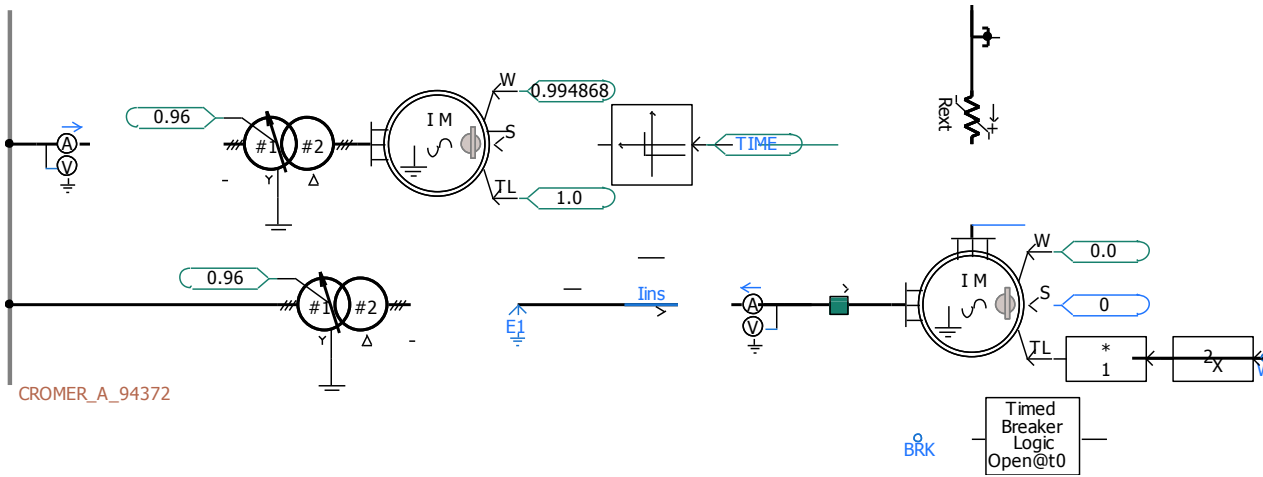 W
0.994868
0.96
I M
S
A
#1
#2
TIME
V
Y
Δ
TL
1.0
Rext
+
W
0.0
0.96
I M
S
#1
#2
Iins
A
0
E1
V
Y
Δ
TL
*
1
2
X
CROMER_A_94372
Timed
Breaker
Logic
Open@t0
BRK